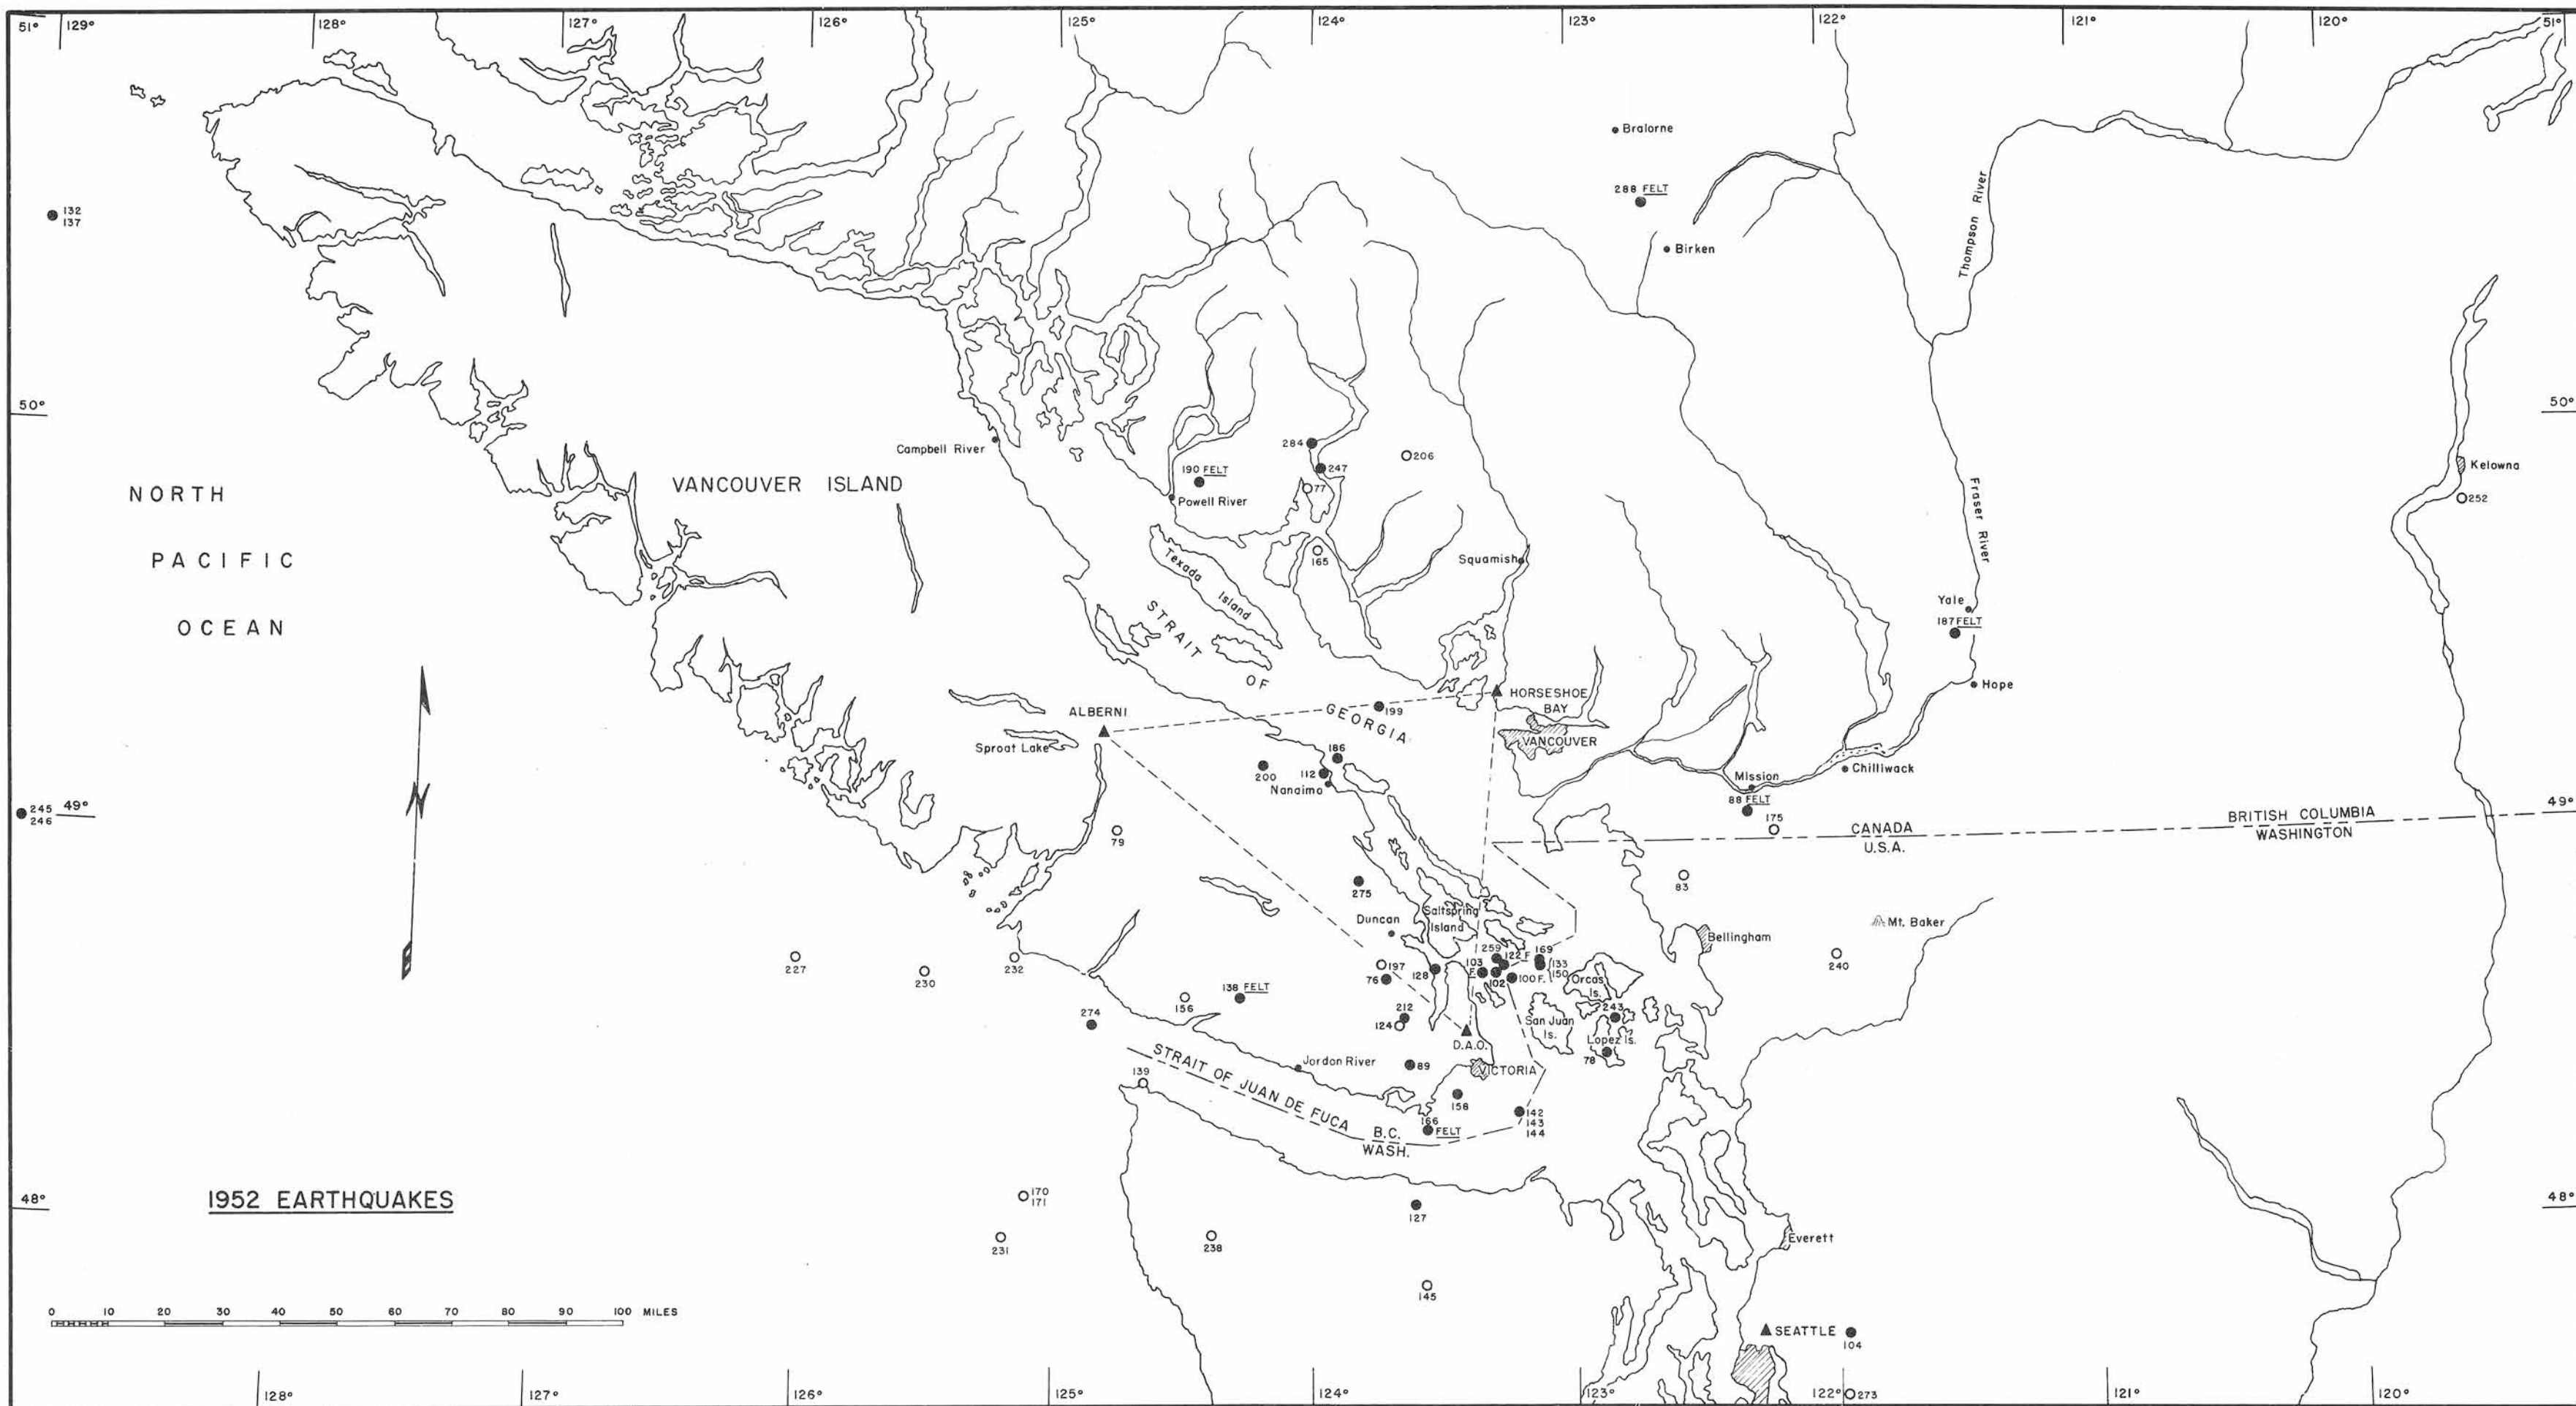 51° 129° 128° 127° 126° 125° 124° 123° 122° 121° 120° 51°
Bralorne
288 FELT
132
137
Birken
Thompson River
50° 50°
Campbell River
284
206
247
190 FELT
77
Powell River
Kelowna
252
NORTH
PACIFIC
OCEAN
VANCOUVER ISLAND
Fraser River
Squamish
165
Texada
Island
Yale
187 FELT
STRAIT
OF
GEORGIA
Hope
HORSESHOE
BAY
ALBERNI
199
Sproat Lake
VANCOUVER
186
200
112
Nanaimo
Mission
Chilliwack
88 FELT
175
245 49°
246
49°
BRITISH COLUMBIA
WASHINGTON
CANADA
U.S.A.
79
83
275
Saltspring
Island
Duncan
Mt. Baker
Bellingham
259
169
122 F
103
F.
133
150
102
100 F.
128
197
76
Orcas
Is.
240
227
230
232
138 FELT
156
274
212
124
243
San Juan
Is.
Lopez Is.
78
D.A.O.
Jordon River
89
VICTORIA
139
STRAIT OF JUAN DE FUCA
158
142
143
144
166
FELT
B.C.
WASH.
48° 48°
1952 EARTHQUAKES
170
171
127
231
238
Everett
145
0 10 20 30 40 50 60 70 80 90 100 MILES
SEATTLE
104
128° 127° 126° 125° 124° 123° 122° 273 121° 120°